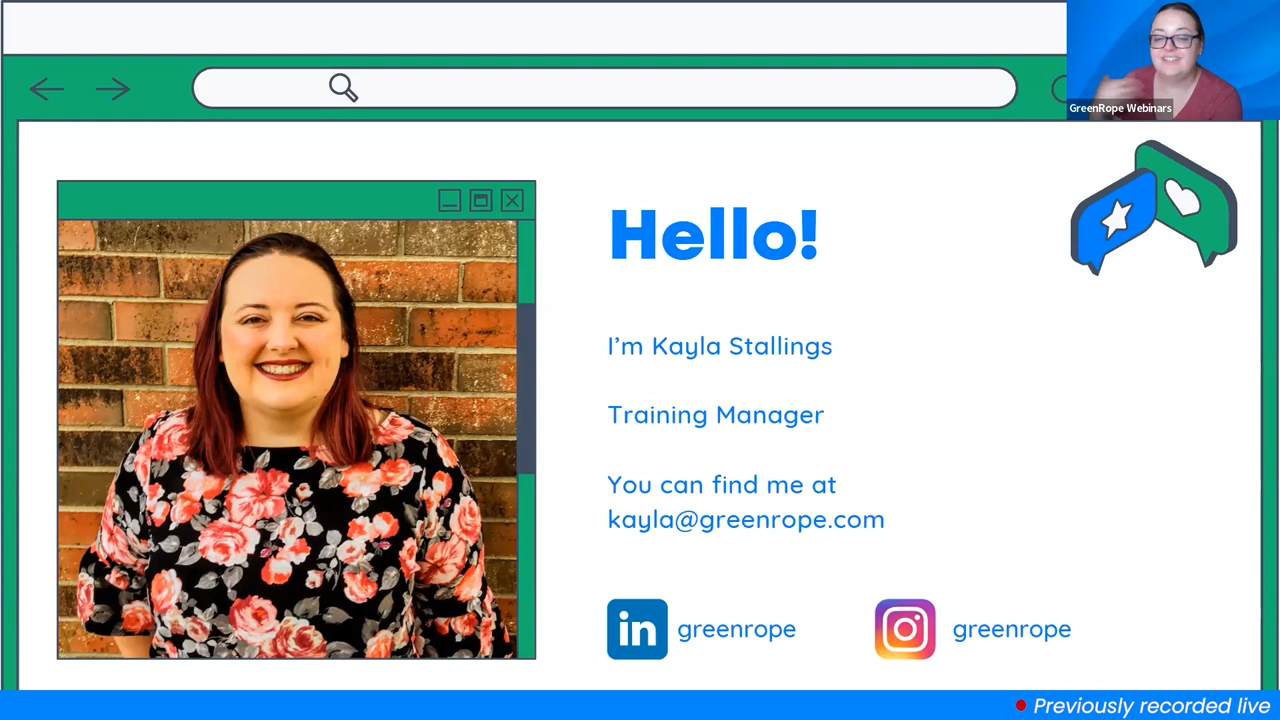 GreenRope Webinars
Hello!
I'm Kayla Stallings
Training Manager
You can find me at
kayla@greenrope.com
in greenrope
greenrope
Previously recorded live